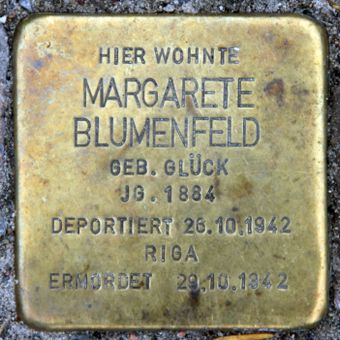 HIER WOHNTE
MARGARETE
BLUMENFELD
GEB. GLÜCK
JG. 1884
DEPORTIERT 26.10.1942
RIGA
ERMORDET 29.10.1942